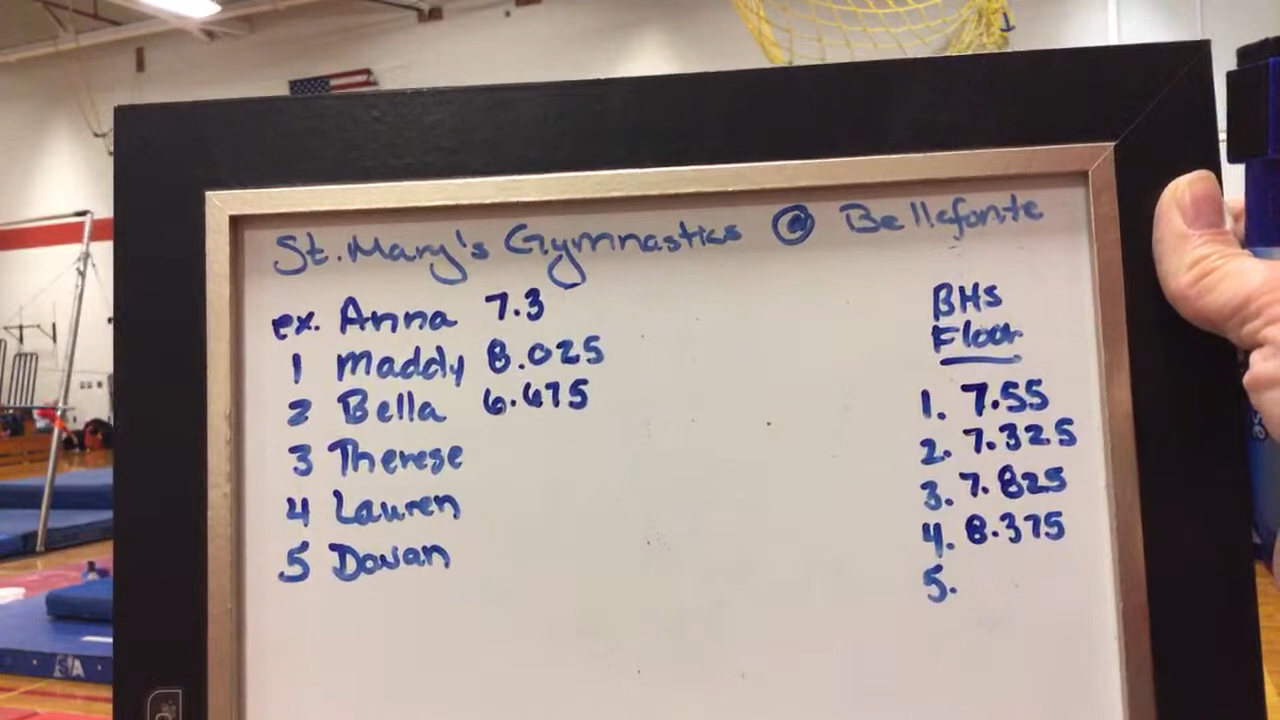 St. Mary's Gymnastics @ Bellefonte
ex. Anna 7.3
1 Maddy 8.025
2 Bella 6.675
3 Therese
4 Lauren
5 Dovan
BHS
Floor
1. 7.55
2. 7.325
3. 7.825
4. 8.375
5.
SA